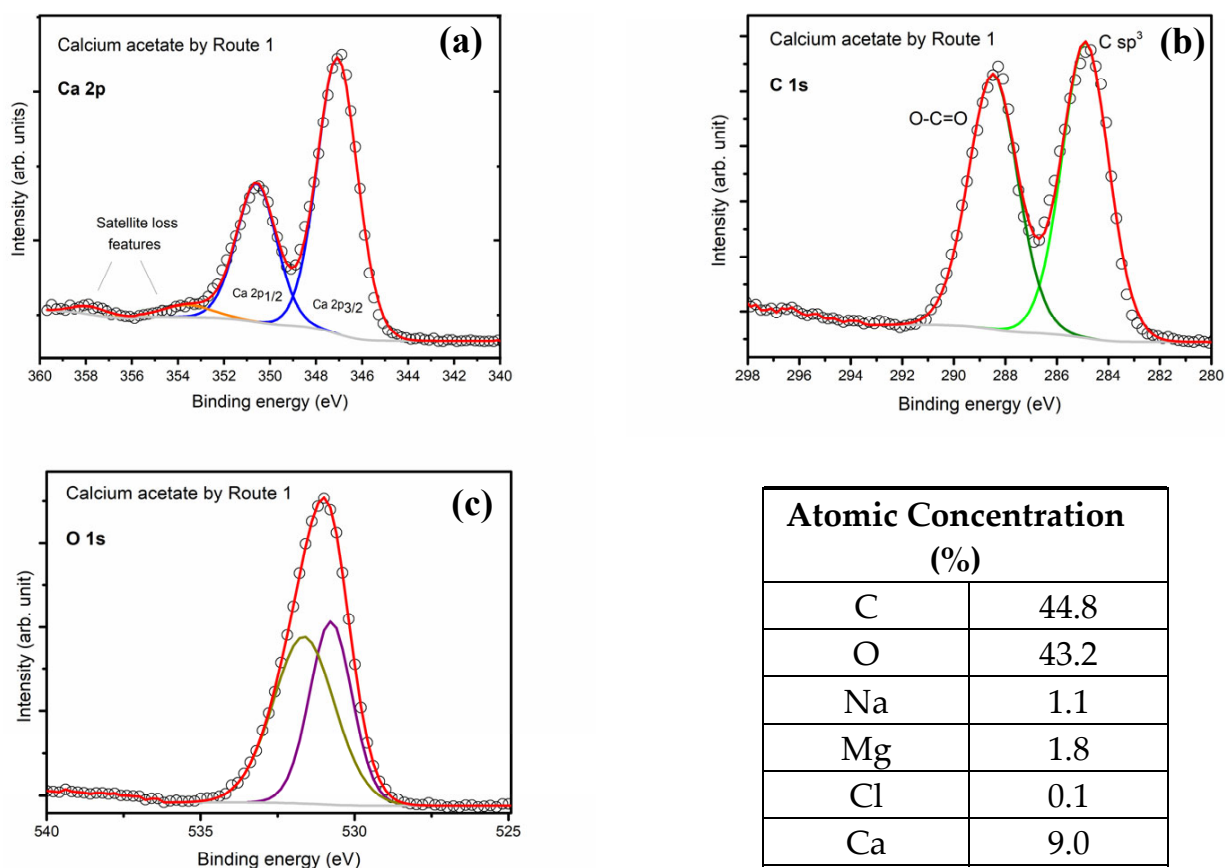 (a)
Calcium acetate by Route 1
Ca 2p
Satellite loss
features
Ca 2p1/2
Ca 2p3/2
Intensity (arb. units)
360 358 356 354 352 350 348 346 344 342 340
Binding energy (eV)
(b)
Calcium acetate by Route 1
C sp³
C 1s
O-C=O
Intensity (arb. unit)
298 296 294 292 290 288 286 284 282 280
Binding energy (eV)
(c)
Calcium acetate by Route 1
O 1s
Intensity (arb. unit)
540 535 530 525
Binding energy (eV)
Atomic Concentration
(%)
C 44.8
O 43.2
Na 1.1
Mg 1.8
Cl 0.1
Ca 9.0